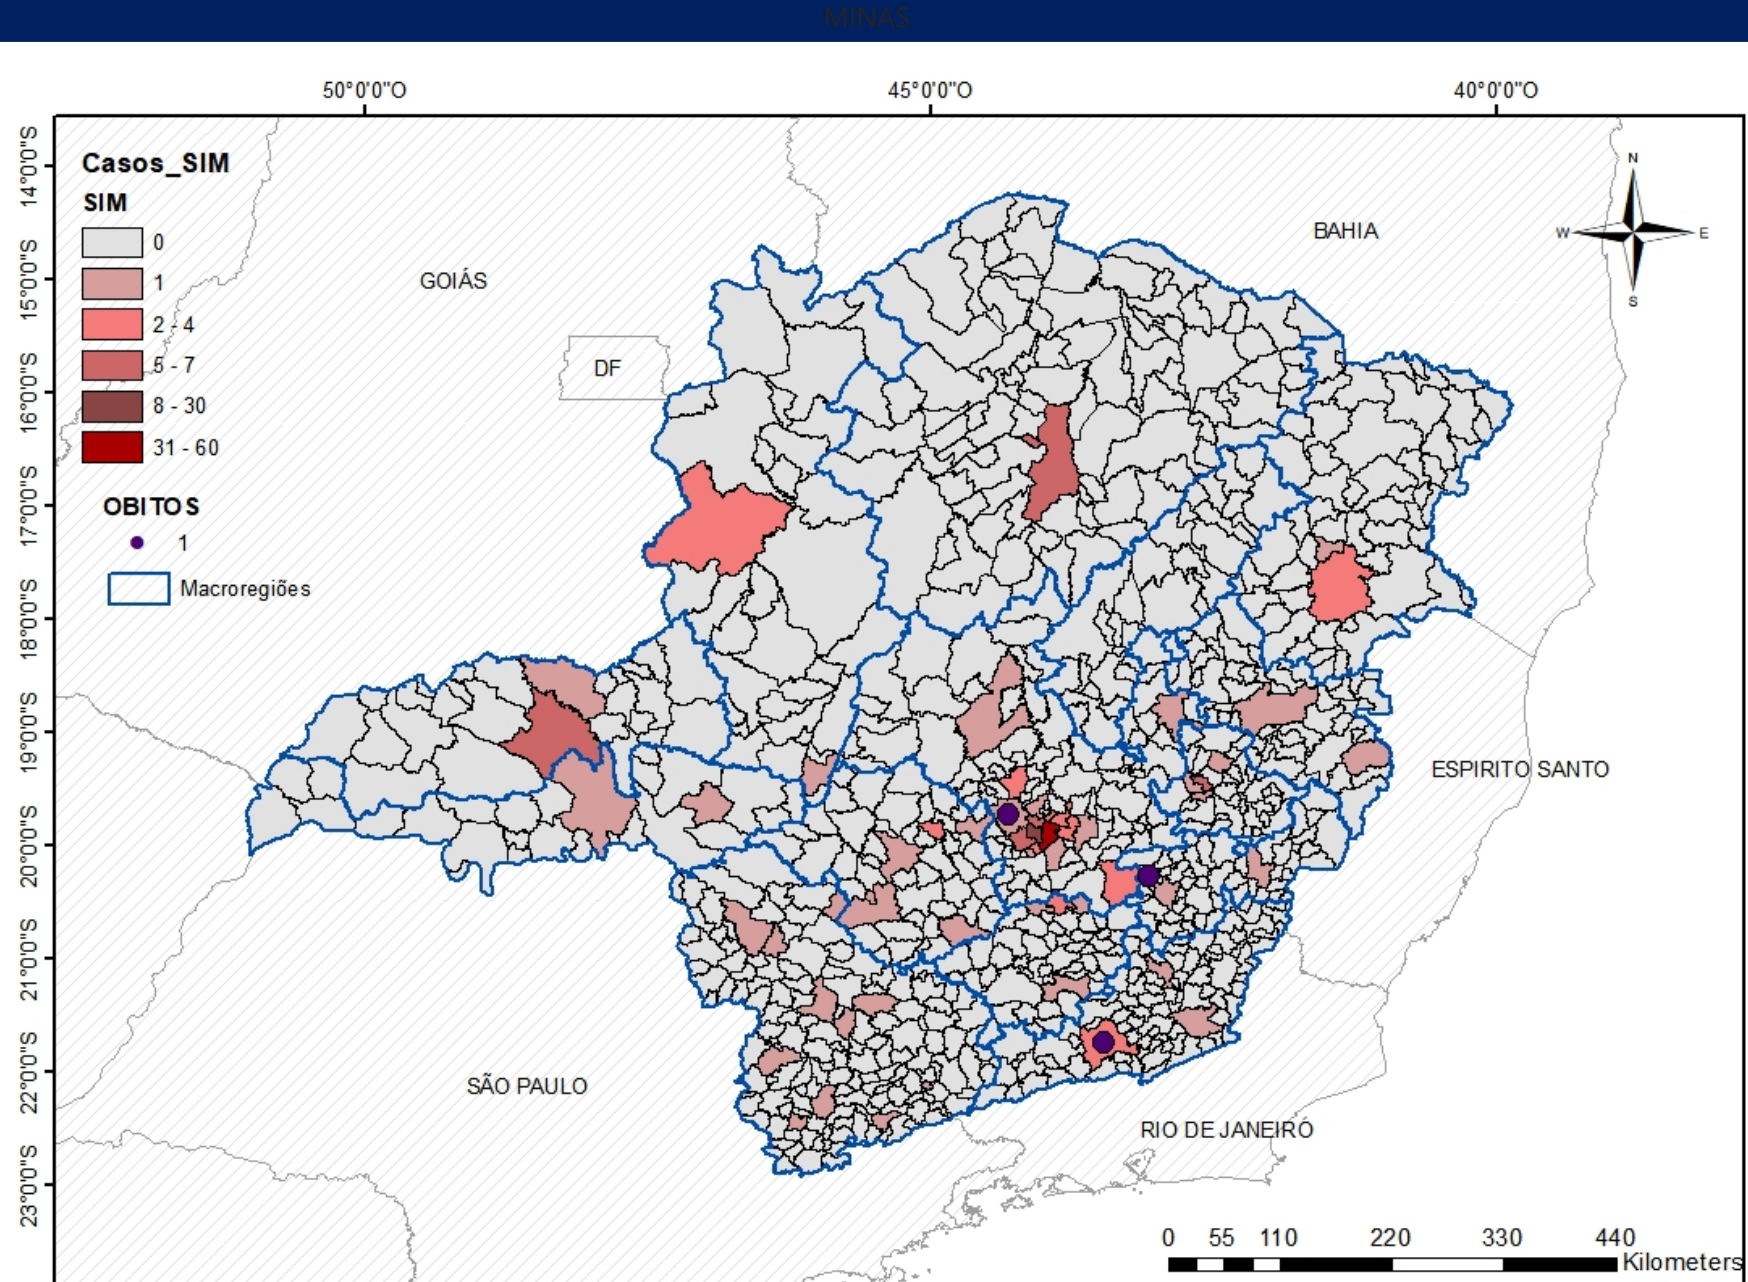 MINAS
50°0'0"O
45°0'0"O
40°0'0"O
14°0'0"S
15°0'0"S
16°0'0"S
17°0'0"S
18°0'0"S
19°0'0"S
20°0'0"S
21°0'0"S
22°0'0"S
23°0'0"S
Casos_SIM
SIM
0
1
2 - 4
5 - 7
8 - 30
31 - 60
OBITOS
1
Macroregiões
GOIÁS
DF
BAHIA
N
W
E
S
ESPIRITO SANTO
SÃO PAULO
RIO DE JANEIRO
0 55 110 220 330 440
Kilometers